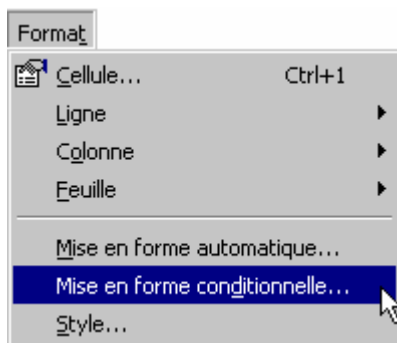 Format
Cellule... Ctrl+1
Ligne
Colonne
Feuille
Mise en forme automatique...
Mise en forme conditionnelle...
Style...